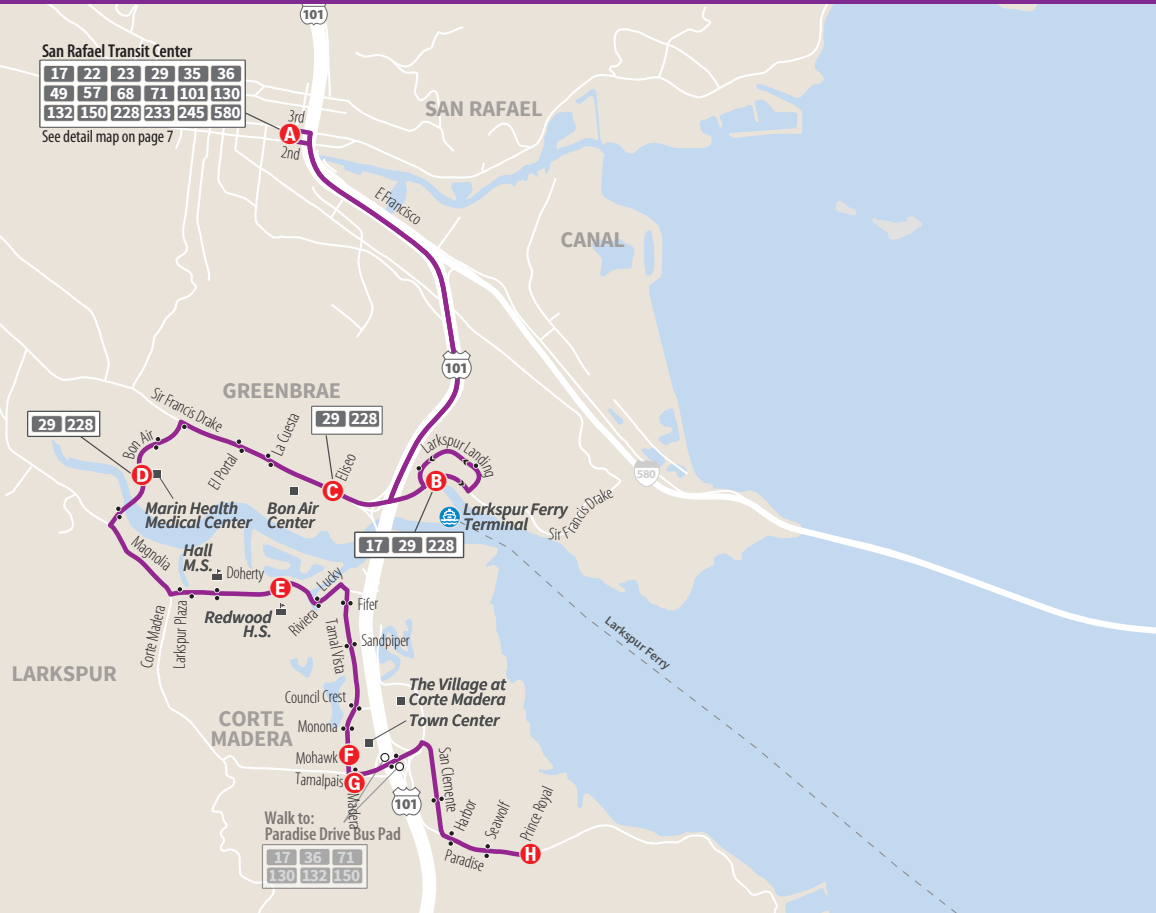 101
San Rafael Transit Center
17 22 23 29 35 36
49 57 68 71 101 130
132 150 228 233 245 580
See detail map on page 7
3rd
A
2nd
SAN RAFAEL
E Francisco
CANAL
101
GREENBRAE
Sir Francis Drake
29 228
29 228
Bon Air
La Cuesta
El Portal
Eliseo
Larkspur Landing
D
C
B
580
Marin Health
Medical Center
Bon Air
Center
Larkspur Ferry
Terminal
Sir Francis Drake
17 29 228
Magnolia
Hall
M.S.
Doherty
E
Lucky
Redwood
H.S.
Riviera
Fifer
Corte Madera
Larkspur Plaza
Tamal Vista
Sandpiper
Larkspur Ferry
LARKSPUR
The Village at
Corte Madera
Council Crest
CORTE
MADERA
Town Center
Monona
Mohawk
F
San Clemente
Tamalpais
G
Madera
101
Walk to:
Paradise Drive Bus Pad
17 36 71
130 132 150
Harbor
Seawolf
Prince Royal
Paradise
H